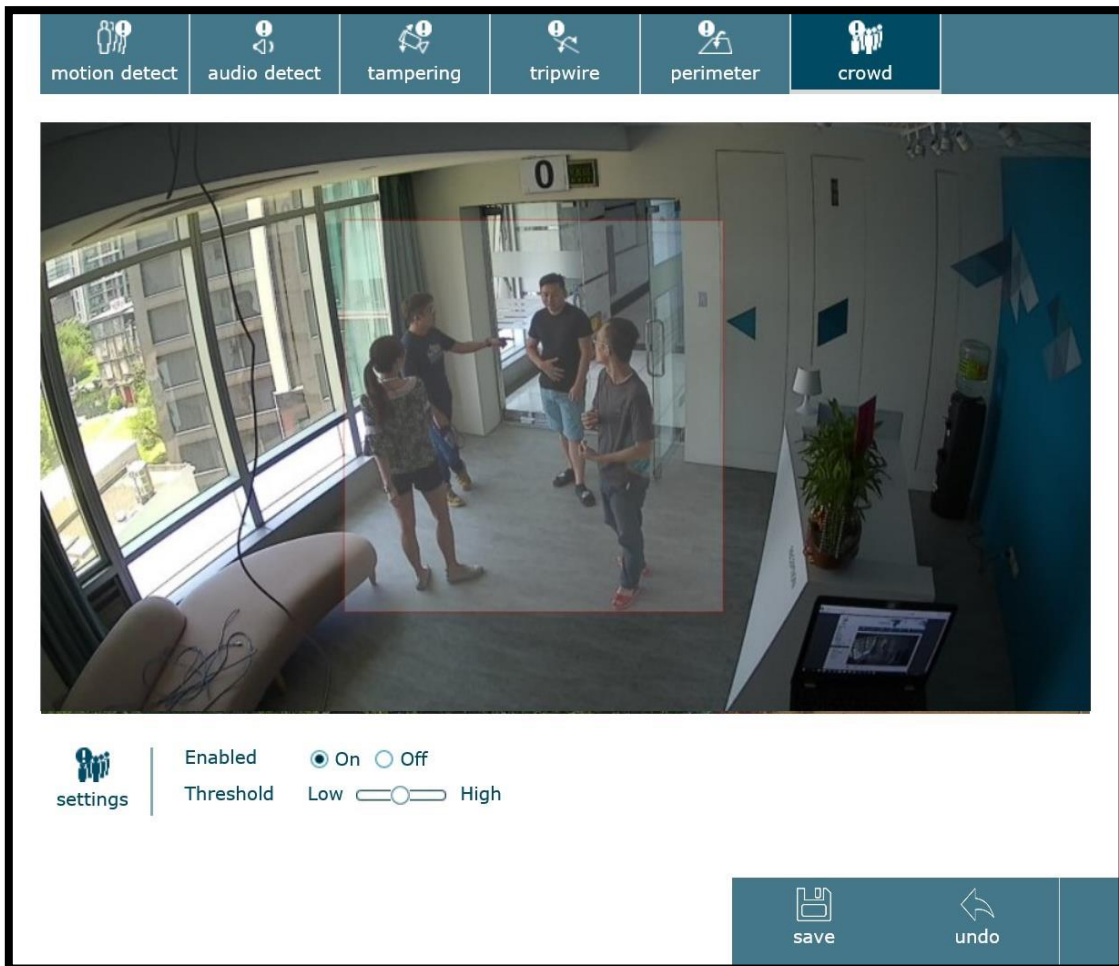 motion detect
audio detect
tampering
tripwire
perimeter
crowd
0
settings
Enabled
On
Off
Threshold
Low
High
save
undo